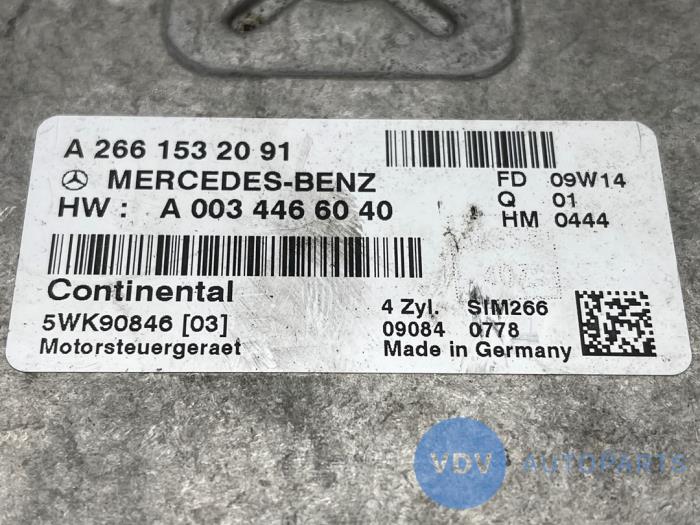 A 266 153 20 91
MERCEDES-BENZ
HW : A 003 446 60 40
FD 09W14
Q 01
HM 0444
Continental
5WK90846 [03]
Motorsteuergeraet
4 Zyl. SIM266
09084 0778
Made in Germany
VDV AUTOPARTS